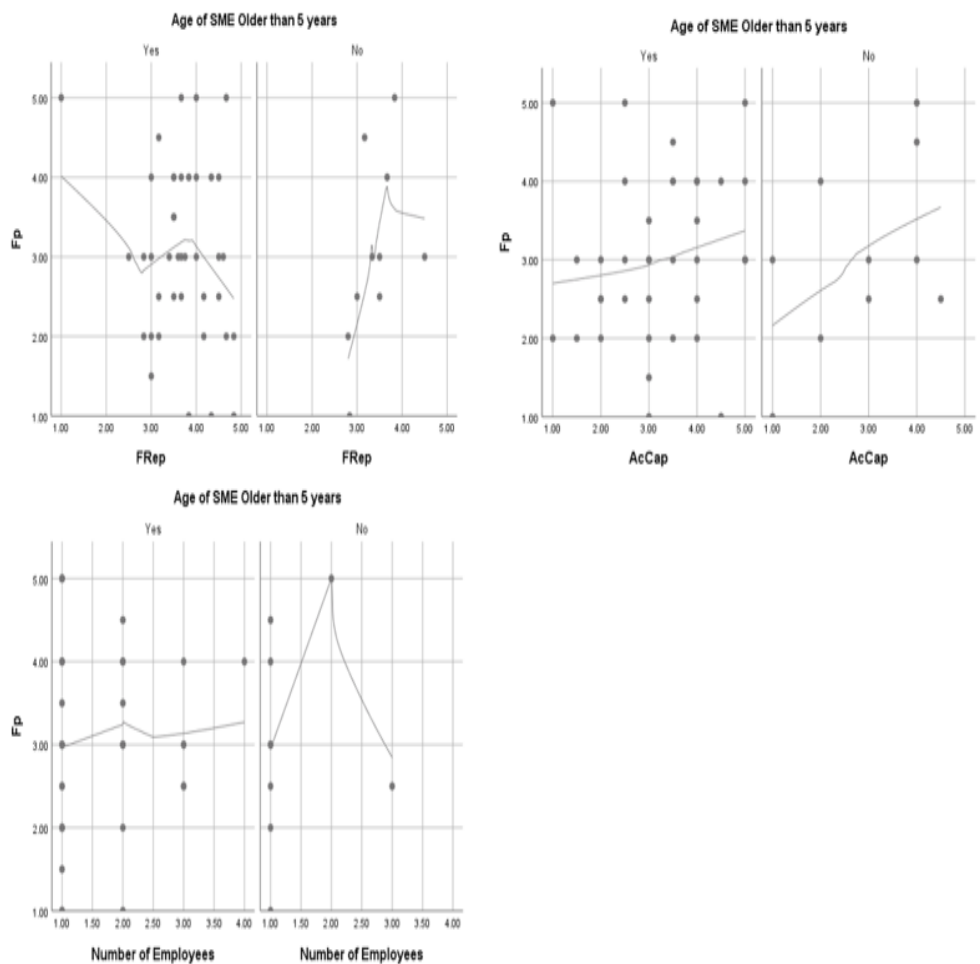 Age of SME Older than 5 years
Yes No
5.00
4.00
3.00
2.00
1.00
Fp
1.00 2.00 3.00 4.00 5.00 1.00 2.00 3.00 4.00 5.00
FRep FRep
Age of SME Older than 5 years
Yes No
5.00
4.00
3.00
2.00
1.00
Fp
1.00 2.00 3.00 4.00 5.00 1.00 2.00 3.00 4.00 5.00
AcCap AcCap
Age of SME Older than 5 years
Yes No
5.00
4.00
3.00
2.00
1.00
Fp
1.00 1.50 2.00 2.50 3.00 3.50 4.00 1.00 1.50 2.00 2.50 3.00 3.50 4.00
Number of Employees Number of Employees